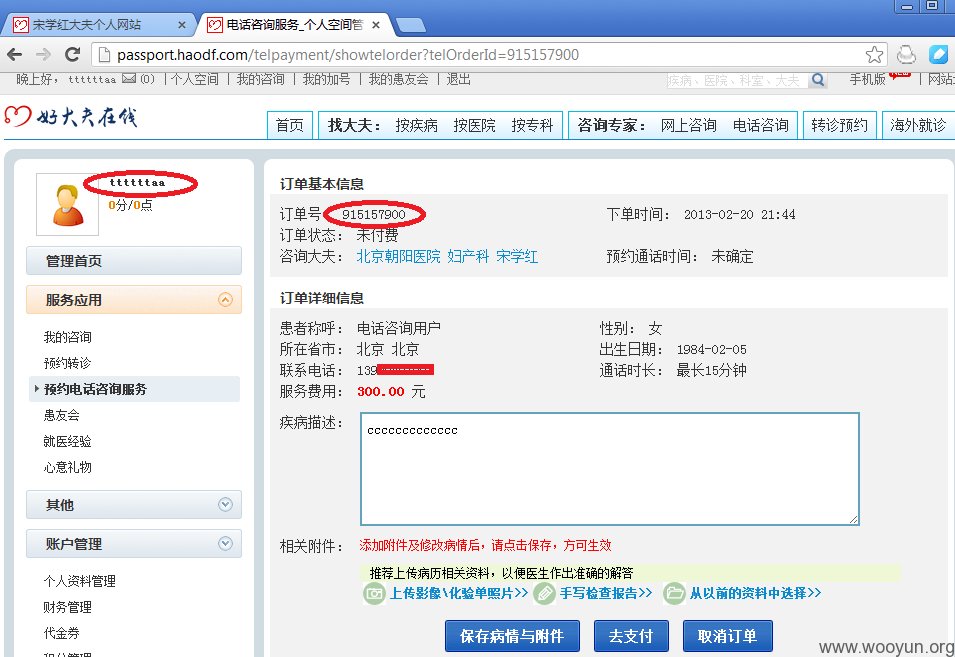 宋学红大夫个人网站 × 电话咨询服务_个人空间管 ×
passport.haodf.com/telpayment/showtelorder?telOrderId=915157900
晚上好， ttttttaa (0) | 个人空间 | 我的咨询 | 我的加号 | 我的患友会 | 退出 疾病、医院、科室、大夫 手机版 | 网站
好大夫在线
首页 找大夫： 按疾病 按医院 按专科 咨询专家： 网上咨询 电话咨询 转诊预约 海外就诊
ttttttaa
0分/0点
管理首页
服务应用
我的咨询
预约转诊
预约电话咨询服务
患友会
就医经验
心意礼物
其他
账户管理
个人资料管理
财务管理
代金券
订单基本信息
订单号 915157900 下单时间： 2013-02-20 21:44
订单状态： 未付费
咨询大夫： 北京朝阳医院 妇产科 宋学红 预约通话时间： 未确定
订单详细信息
患者称呼： 电话咨询用户 性别： 女
所在省市： 北京 北京 出生日期： 1984-02-05
联系电话： 139 通话时长： 最长15分钟
服务费用： 300.00 元
疾病描述： ccccccccccccc
相关附件： 添加附件及修改病情后，请点击保存，方可生效
推荐上传病历相关资料，以便医生作出准确的解答
上传影像\化验单照片>> 手写检查报告>> 从以前的资料中选择>>
保存病情与附件 去支付 取消订单
www.wooyun.org